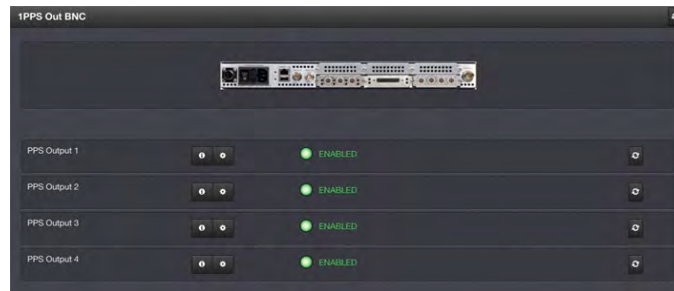 1PPS Out BNC
PPS Output 1
ENABLED
PPS Output 2
ENABLED
PPS Output 3
ENABLED
PPS Output 4
ENABLED